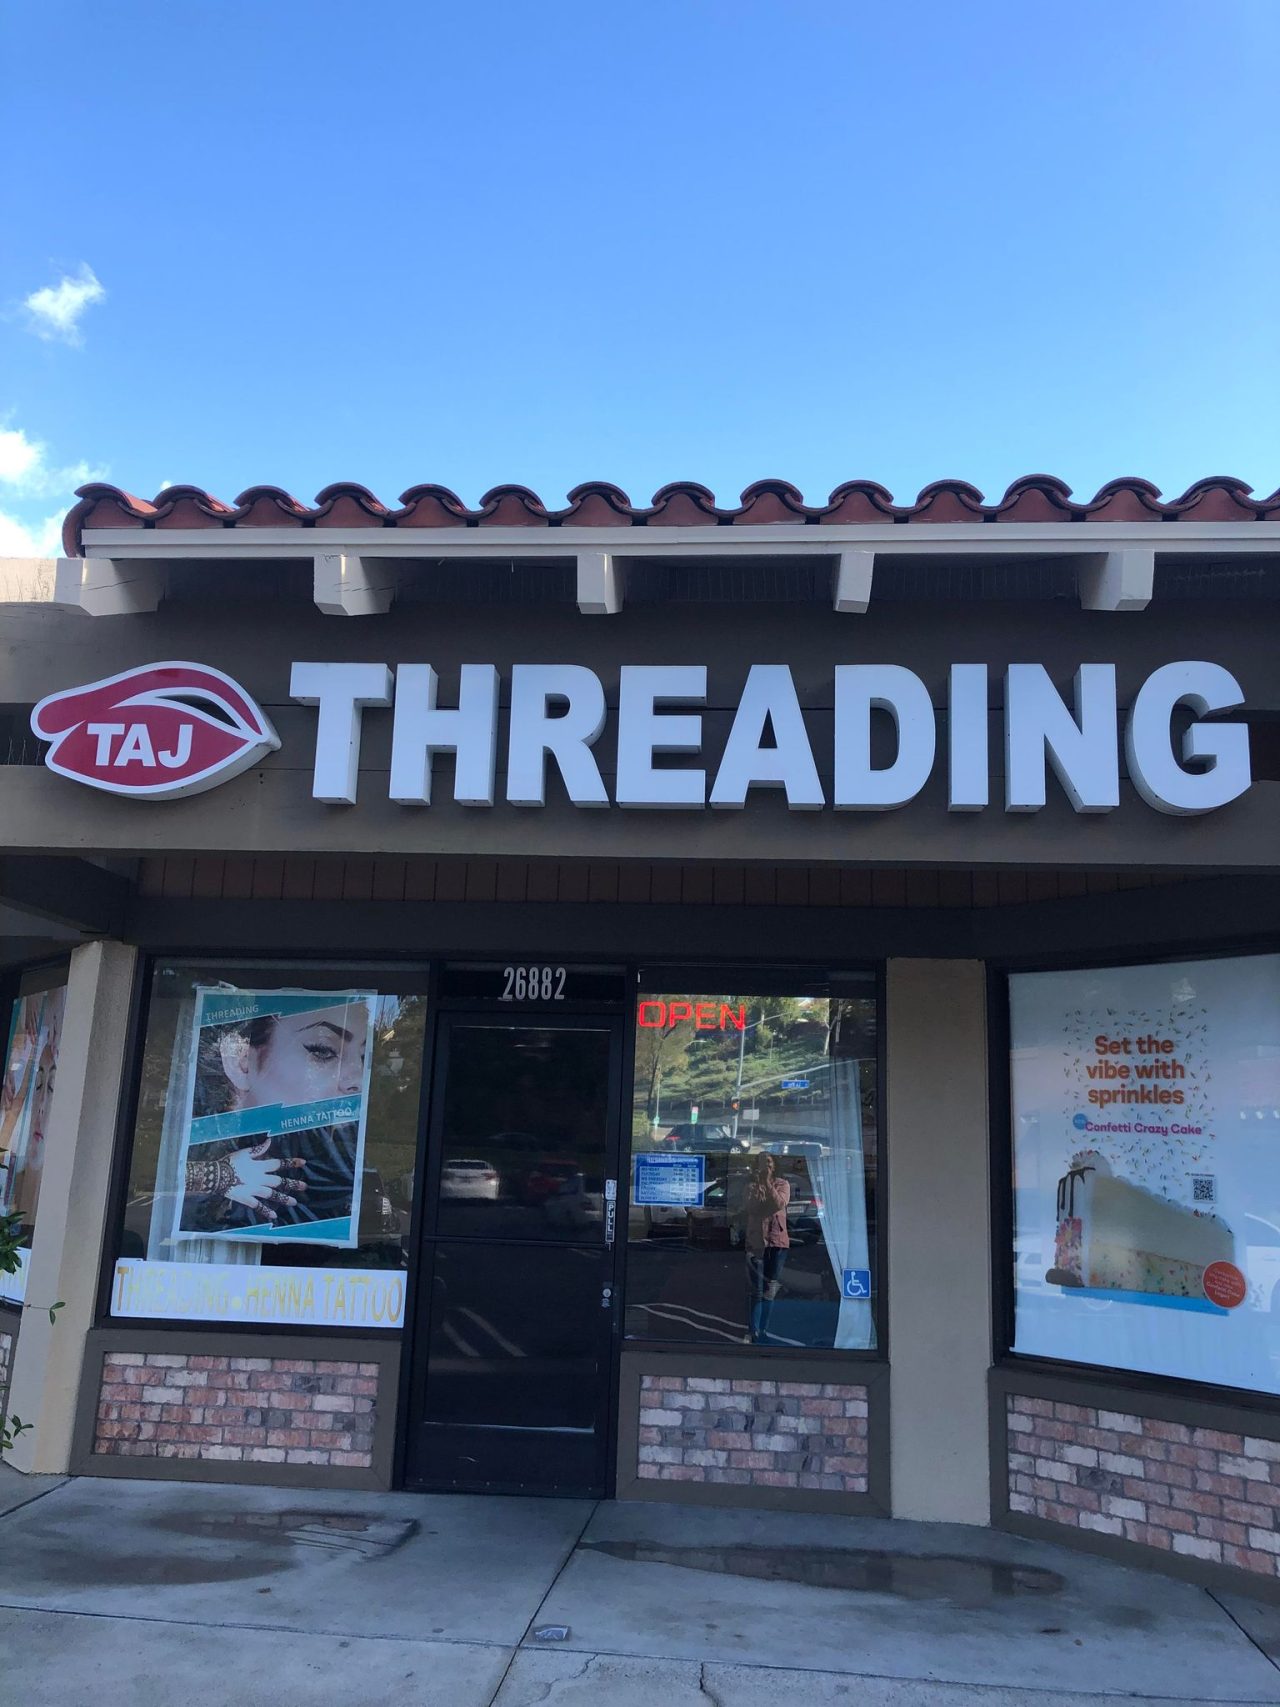 TAJ
THREADING
26882
OPEN
THREADING
HENNA TATTOO
PULL
THREADING HENNA TATTOO
Set the
vibe with
sprinkles
Confetti Crazy Cake